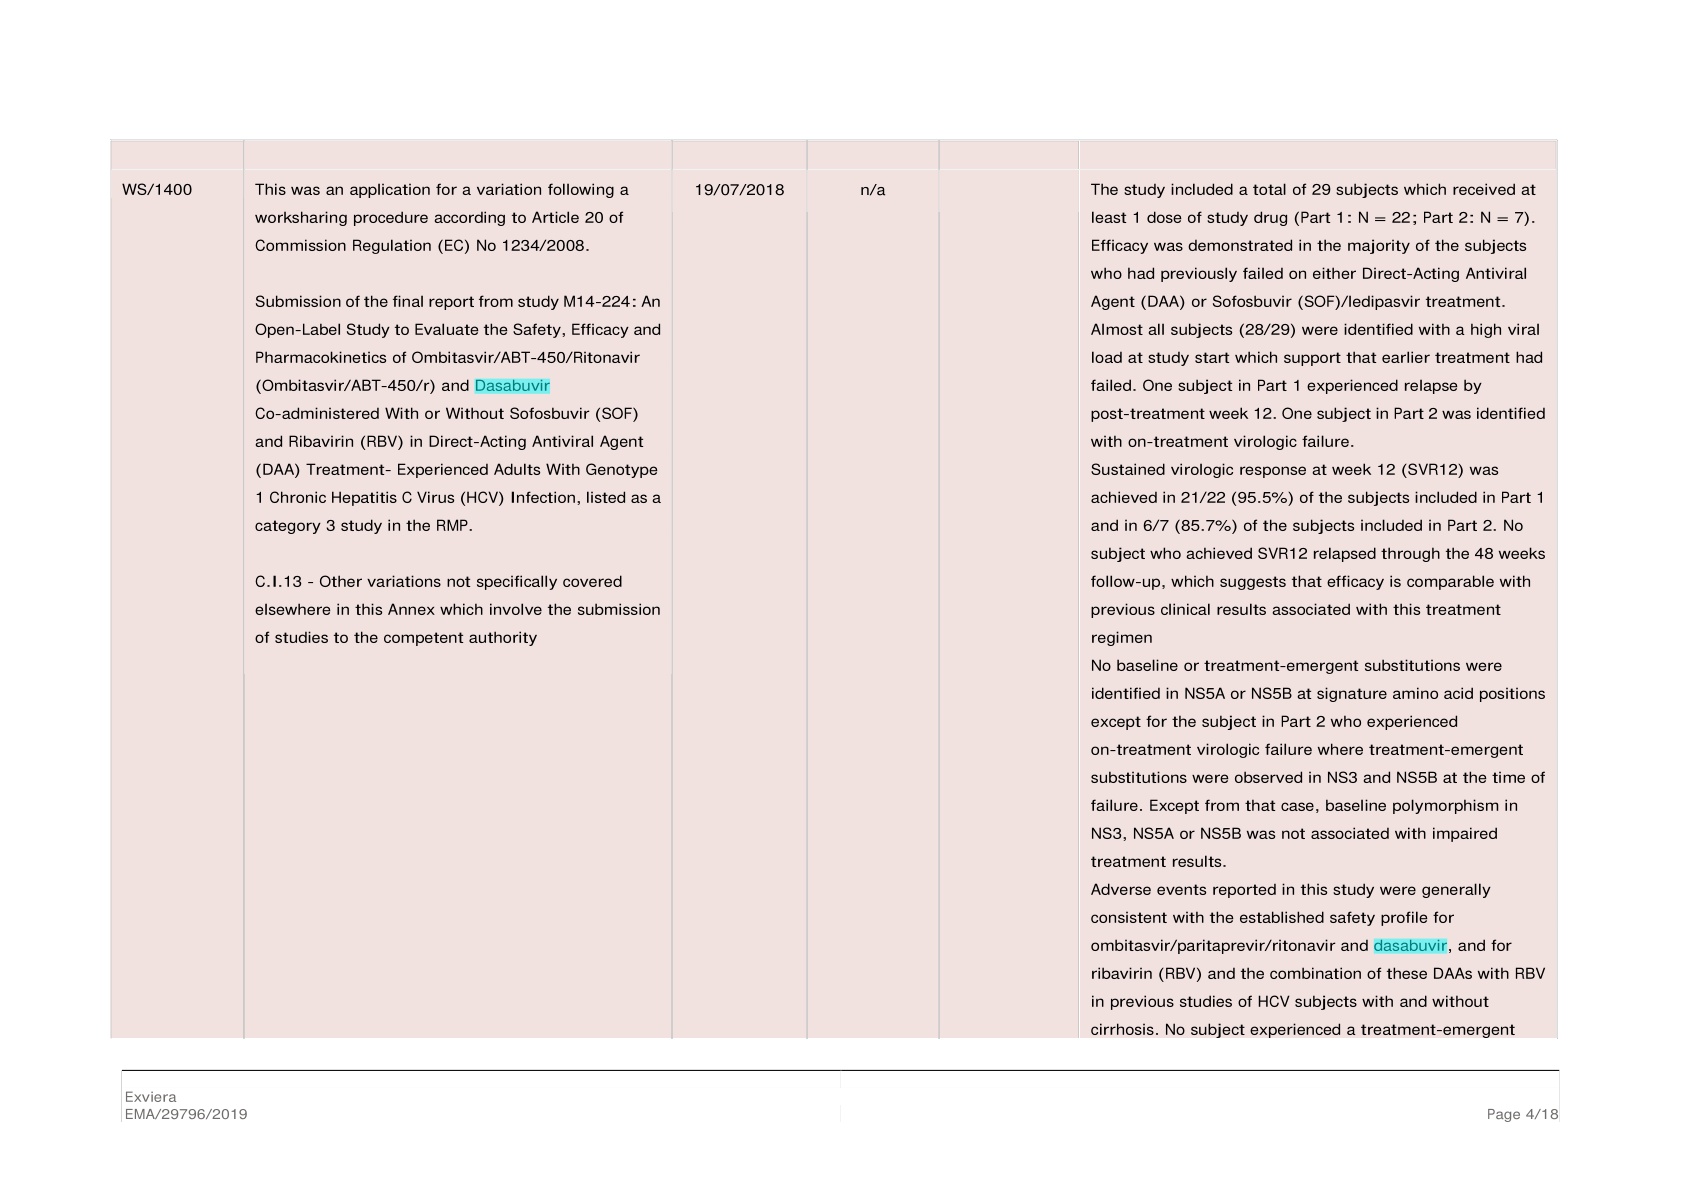 WS/1400
This was an application for a variation following a
worksharing procedure according to Article 20 of
Commission Regulation (EC) No 1234/2008.
Submission of the final report from study M14-224: An
Open-Label Study to Evaluate the Safety, Efficacy and
Pharmacokinetics of Ombitasvir/ABT-450/Ritonavir
(Ombitasvir/ABT-450/r) and Dasabuvir
Co-administered With or Without Sofosbuvir (SOF)
and Ribavirin (RBV) in Direct-Acting Antiviral Agent
(DAA) Treatment- Experienced Adults With Genotype
1 Chronic Hepatitis C Virus (HCV) Infection, listed as a
category 3 study in the RMP.
C.I.13 - Other variations not specifically covered
elsewhere in this Annex which involve the submission
of studies to the competent authority
19/07/2018
n/a
The study included a total of 29 subjects which received at
least 1 dose of study drug (Part 1: N = 22; Part 2: N = 7).
Efficacy was demonstrated in the majority of the subjects
who had previously failed on either Direct-Acting Antiviral
Agent (DAA) or Sofosbuvir (SOF)/ledipasvir treatment.
Almost all subjects (28/29) were identified with a high viral
load at study start which support that earlier treatment had
failed. One subject in Part 1 experienced relapse by
post-treatment week 12. One subject in Part 2 was identified
with on-treatment virologic failure.
Sustained virologic response at week 12 (SVR12) was
achieved in 21/22 (95.5%) of the subjects included in Part 1
and in 6/7 (85.7%) of the subjects included in Part 2. No
subject who achieved SVR12 relapsed through the 48 weeks
follow-up, which suggests that efficacy is comparable with
previous clinical results associated with this treatment
regimen
No baseline or treatment-emergent substitutions were
identified in NS5A or NS5B at signature amino acid positions
except for the subject in Part 2 who experienced
on-treatment virologic failure where treatment-emergent
substitutions were observed in NS3 and NS5B at the time of
failure. Except from that case, baseline polymorphism in
NS3, NS5A or NS5B was not associated with impaired
treatment results.
Adverse events reported in this study were generally
consistent with the established safety profile for
ombitasvir/paritaprevir/ritonavir and dasabuvir, and for
ribavirin (RBV) and the combination of these DAAs with RBV
in previous studies of HCV subjects with and without
cirrhosis. No subject experienced a treatment-emergent
Exviera
EMA/29796/2019
Page 4/18